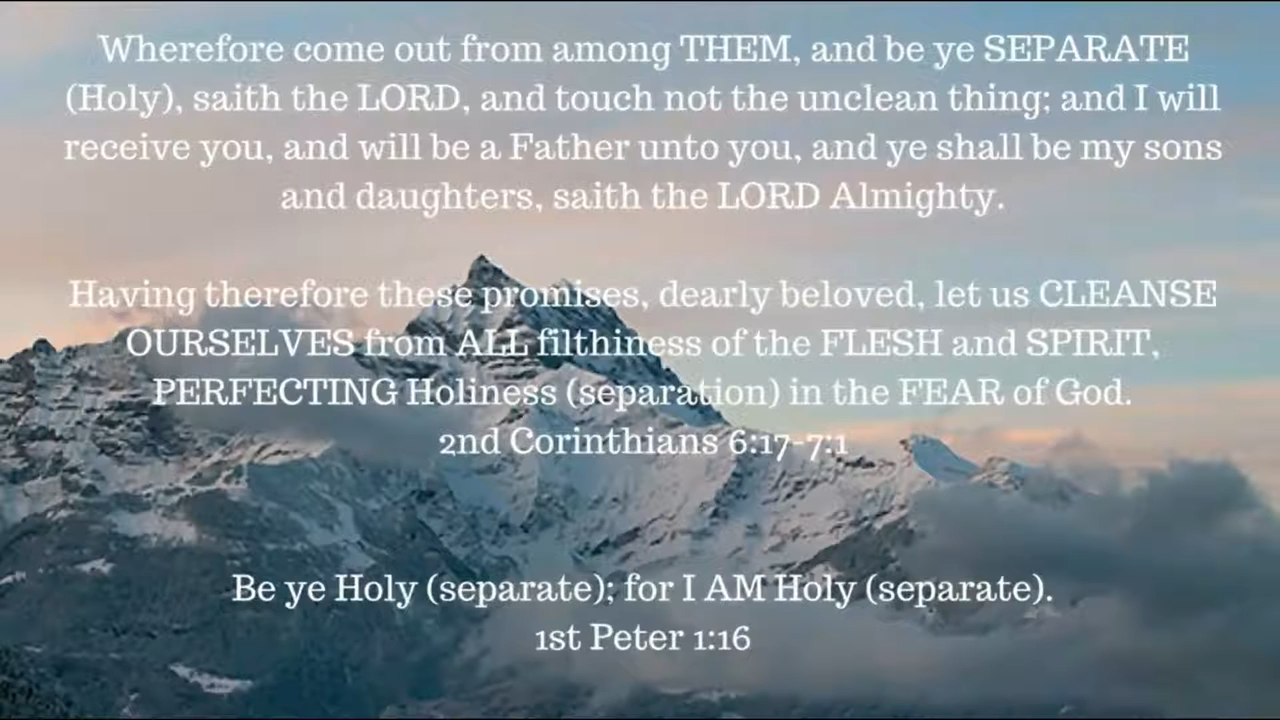 Wherefore come out from among THEM, and be ye SEPARATE
(Holy), saith the LORD, and touch not the unclean thing; and I will
receive you, and will be a Father unto you, and ye shall be my sons
and daughters, saith the LORD Almighty.
Having therefore these promises, dearly beloved, let us CLEANSE
OURSELVES from ALL filthiness of the FLESH and SPIRIT,
PERFECTING Holiness (separation) in the FEAR of God.
2nd Corinthians 6:17-7:1
Be ye Holy (separate); for I AM Holy (separate).
1st Peter 1:16